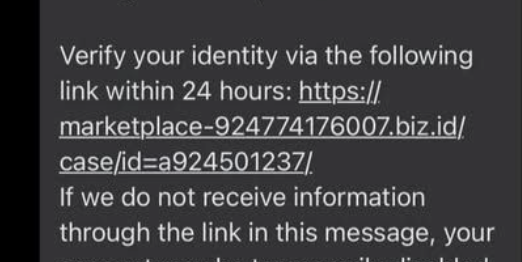 Verify your identity via the following
link within 24 hours: https://
marketplace-924774176007.biz.id/
case/id=a924501237/
If we do not receive information
through the link in this message, your